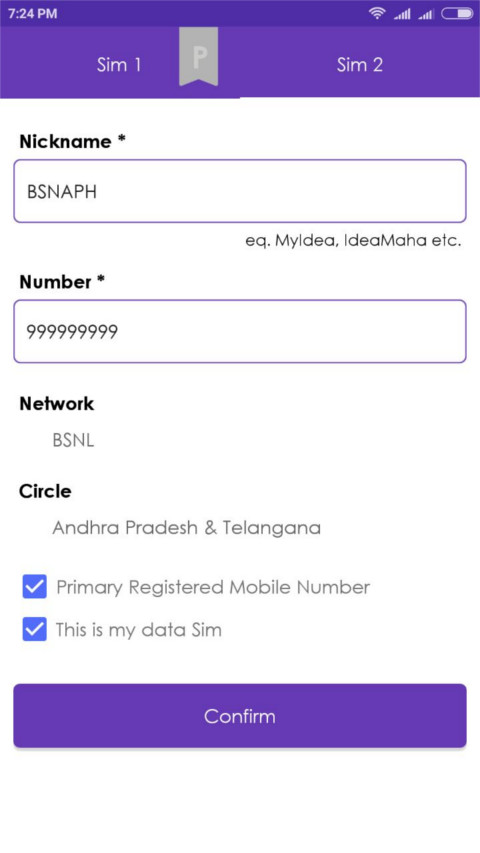 7:24 PM
Sim 1
P
Sim 2
Nickname *
BSNAPH
eq. MyIdea, IdeaMaha etc.
Number *
999999999
Network
BSNL
Circle
Andhra Pradesh & Telangana
Primary Registered Mobile Number
This is my data Sim
Confirm